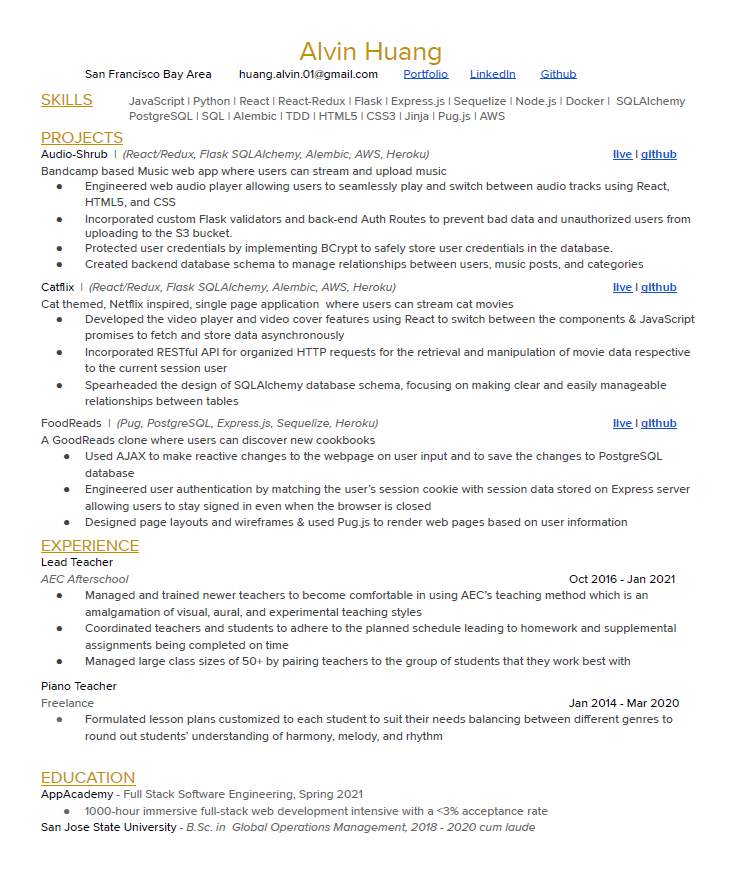 Alvin Huang
San Francisco Bay Area huang.alvin.01@gmail.com Portfolio LinkedIn Github
SKILLS JavaScript | Python | React | React-Redux | Flask | Express.js | Sequelize | Node.js | Docker | SQLAlchemy
PostgreSQL | SQL | Alembic | TDD | HTML5 | CSS3 | Jinja | Pug.js | AWS
PROJECTS
Audio-Shrub | (React/Redux, Flask SQLAlchemy, Alembic, AWS, Heroku) live | github
Bandcamp based Music web app where users can stream and upload music
● Engineered web audio player allowing users to seamlessly play and switch between audio tracks using React,
HTML5, and CSS
● Incorporated custom Flask validators and back-end Auth Routes to prevent bad data and unauthorized users from
uploading to the S3 bucket.
● Protected user credentials by implementing BCrypt to safely store user credentials in the database.
● Created backend database schema to manage relationships between users, music posts, and categories
Catflix | (React/Redux, Flask SQLAlchemy, Alembic, AWS, Heroku) live | github
Cat themed, Netflix inspired, single page application where users can stream cat movies
● Developed the video player and video cover features using React to switch between the components & JavaScript
promises to fetch and store data asynchronously
● Incorporated RESTful API for organized HTTP requests for the retrieval and manipulation of movie data respective
to the current session user
● Spearheaded the design of SQLAlchemy database schema, focusing on making clear and easily manageable
relationships between tables
FoodReads | (Pug, PostgreSQL, Express.js, Sequelize, Heroku) live | github
A GoodReads clone where users can discover new cookbooks
● Used AJAX to make reactive changes to the webpage on user input and to save the changes to PostgreSQL
database
● Engineered user authentication by matching the user's session cookie with session data stored on Express server
allowing users to stay signed in even when the browser is closed
● Designed page layouts and wireframes & used Pug.js to render web pages based on user information
EXPERIENCE
Lead Teacher
AEC Afterschool Oct 2016 - Jan 2021
● Managed and trained newer teachers to become comfortable in using AEC's teaching method which is an
amalgamation of visual, aural, and experimental teaching styles
● Coordinated teachers and students to adhere to the planned schedule leading to homework and supplemental
assignments being completed on time
● Managed large class sizes of 50+ by pairing teachers to the group of students that they work best with
Piano Teacher
Freelance Jan 2014 - Mar 2020
● Formulated lesson plans customized to each student to suit their needs balancing between different genres to
round out students' understanding of harmony, melody, and rhythm
EDUCATION
AppAcademy - Full Stack Software Engineering, Spring 2021
● 1000-hour immersive full-stack web development intensive with a <3% acceptance rate
San Jose State University - B.Sc. in Global Operations Management, 2018 - 2020 cum laude